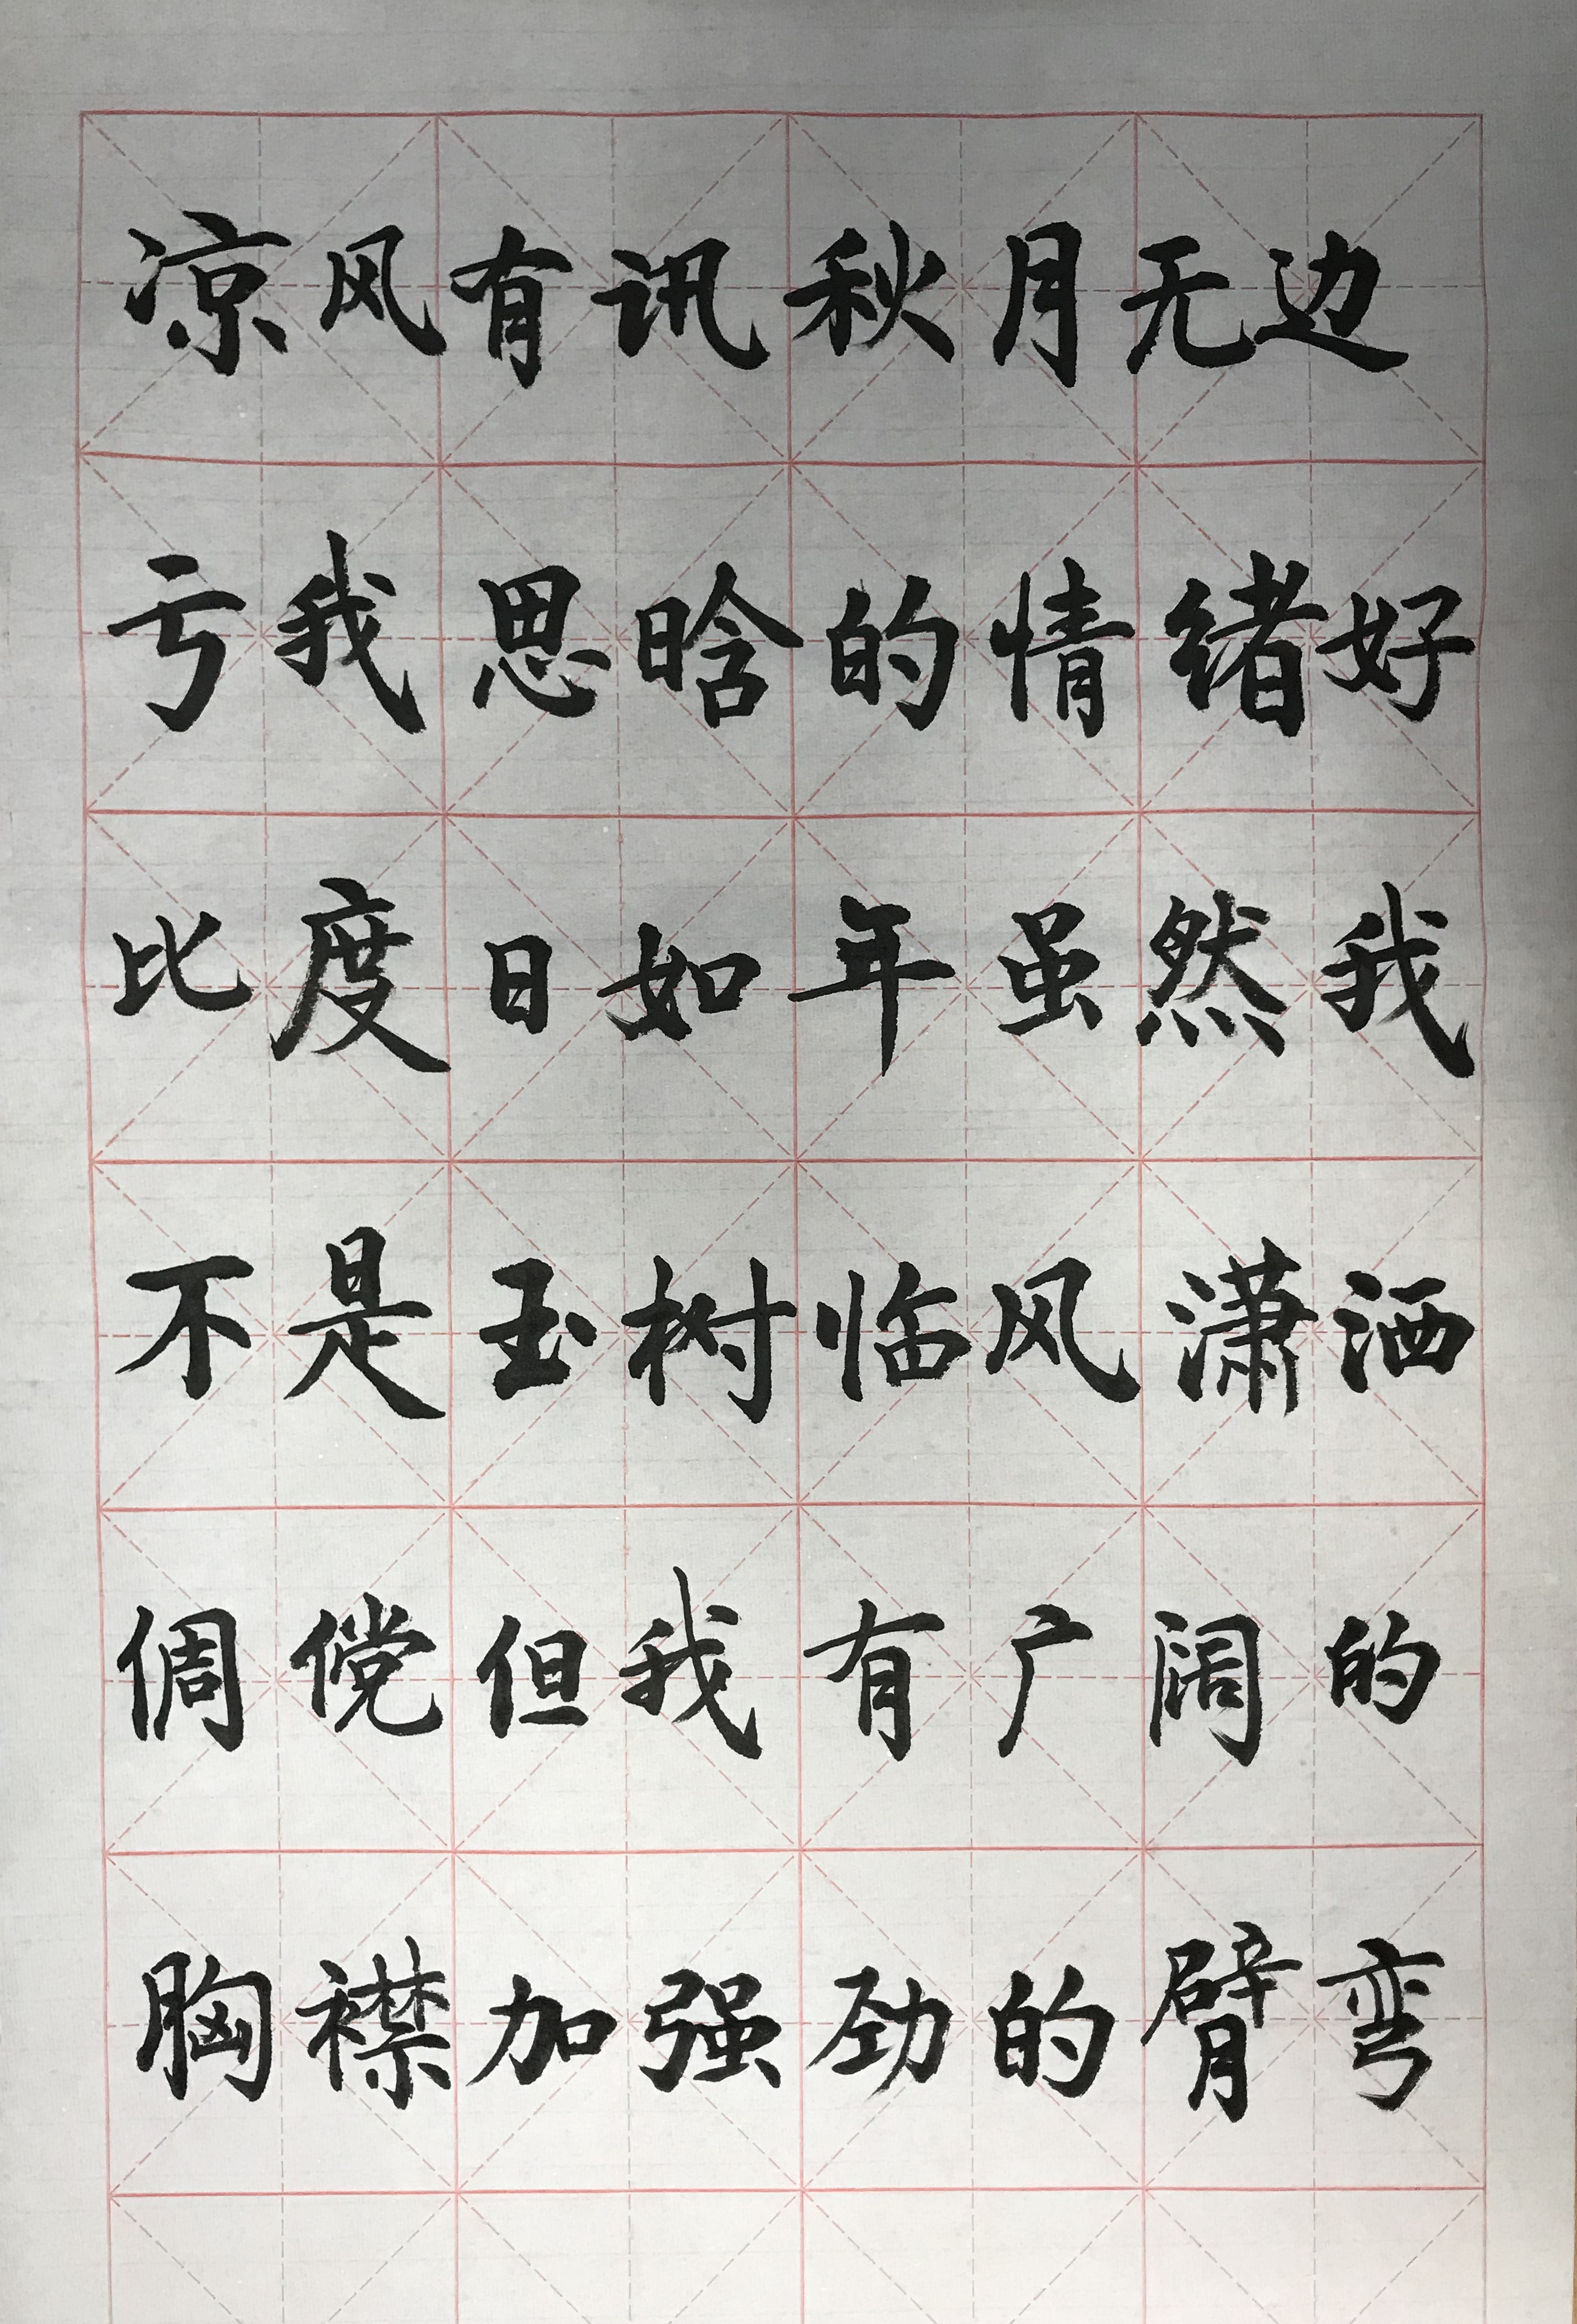 凉风有讯秋月无边
亏我思晗的情绪好
比度日如年虽然我
不是玉树临风潇洒
倜傥但我有广阔的
胸襟加强劲的臂弯